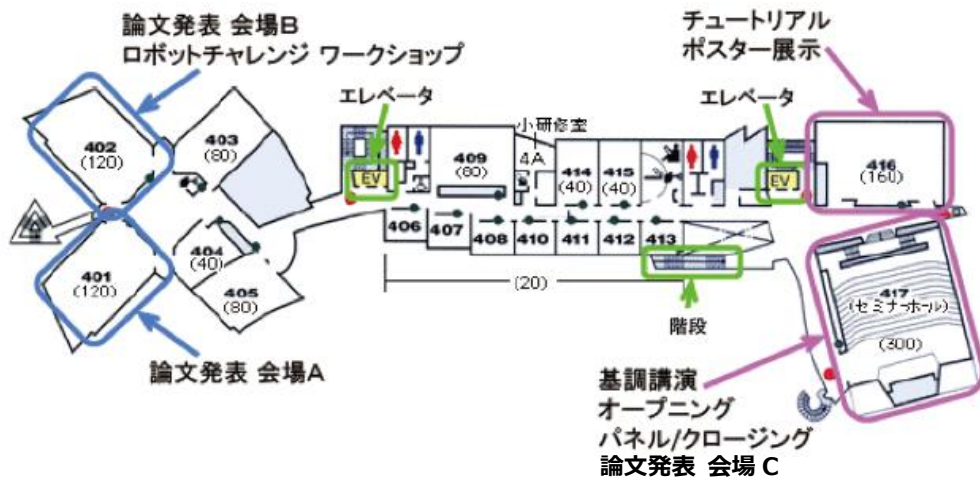 論文発表 会場B
ロボットチャレンジ ワークショップ
チュートリアル
ポスター展示
エレベータ
エレベータ
小研修室
4A
402
(120)
403
(80)
EV
409
(80)
414
(40)
415
(40)
EV
416
(160)
406
407
408
410
411
412
413
401
(120)
404
(40)
405
(80)
(20)
階段
417
(セミナーホール)
(300)
論文発表 会場A
基調講演
オープニング
パネル/クロージング
論文発表 会場 C